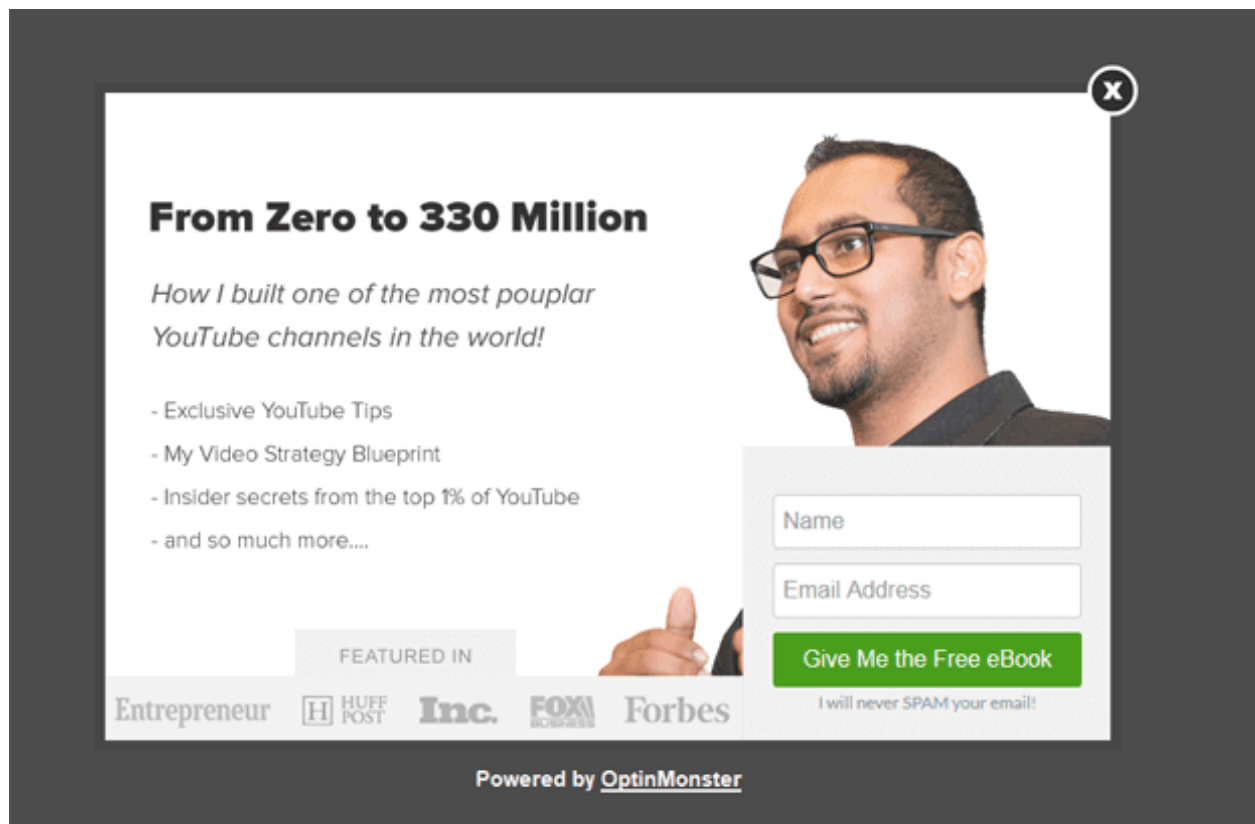 X
From Zero to 330 Million
How I built one of the most pouplar
YouTube channels in the world!
- Exclusive YouTube Tips
- My Video Strategy Blueprint
- Insider secrets from the top 1% of YouTube
- and so much more....
Name
Email Address
Give Me the Free eBook
I will never SPAM your email!
FEATURED IN
Entrepreneur
H HUFF
POST
Inc.
FOX
BUSINESS
Forbes
Powered by OptinMonster